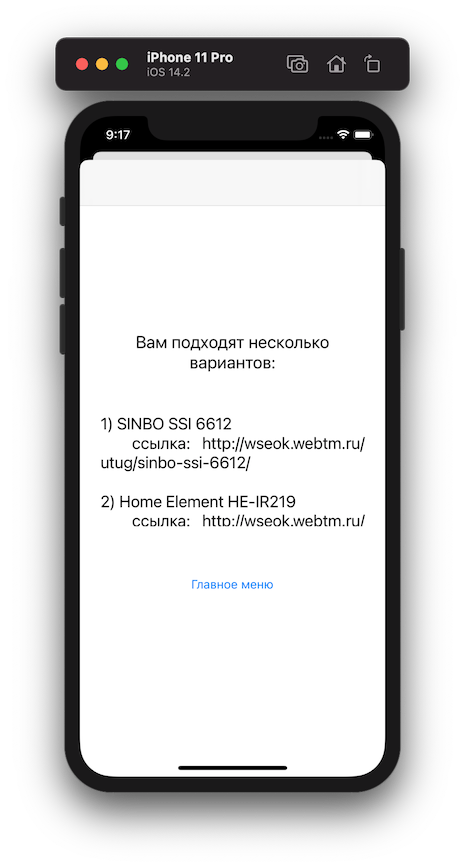 iPhone 11 Pro
iOS 14.2
9:17
Вам подходят несколько
вариантов:
1) SINBO SSI 6612
ссылка: http://wseok.webtm.ru/
utug/sinbo-ssi-6612/
2) Home Element HE-IR219
ссылка: http://wseok.webtm.ru/
Главное меню